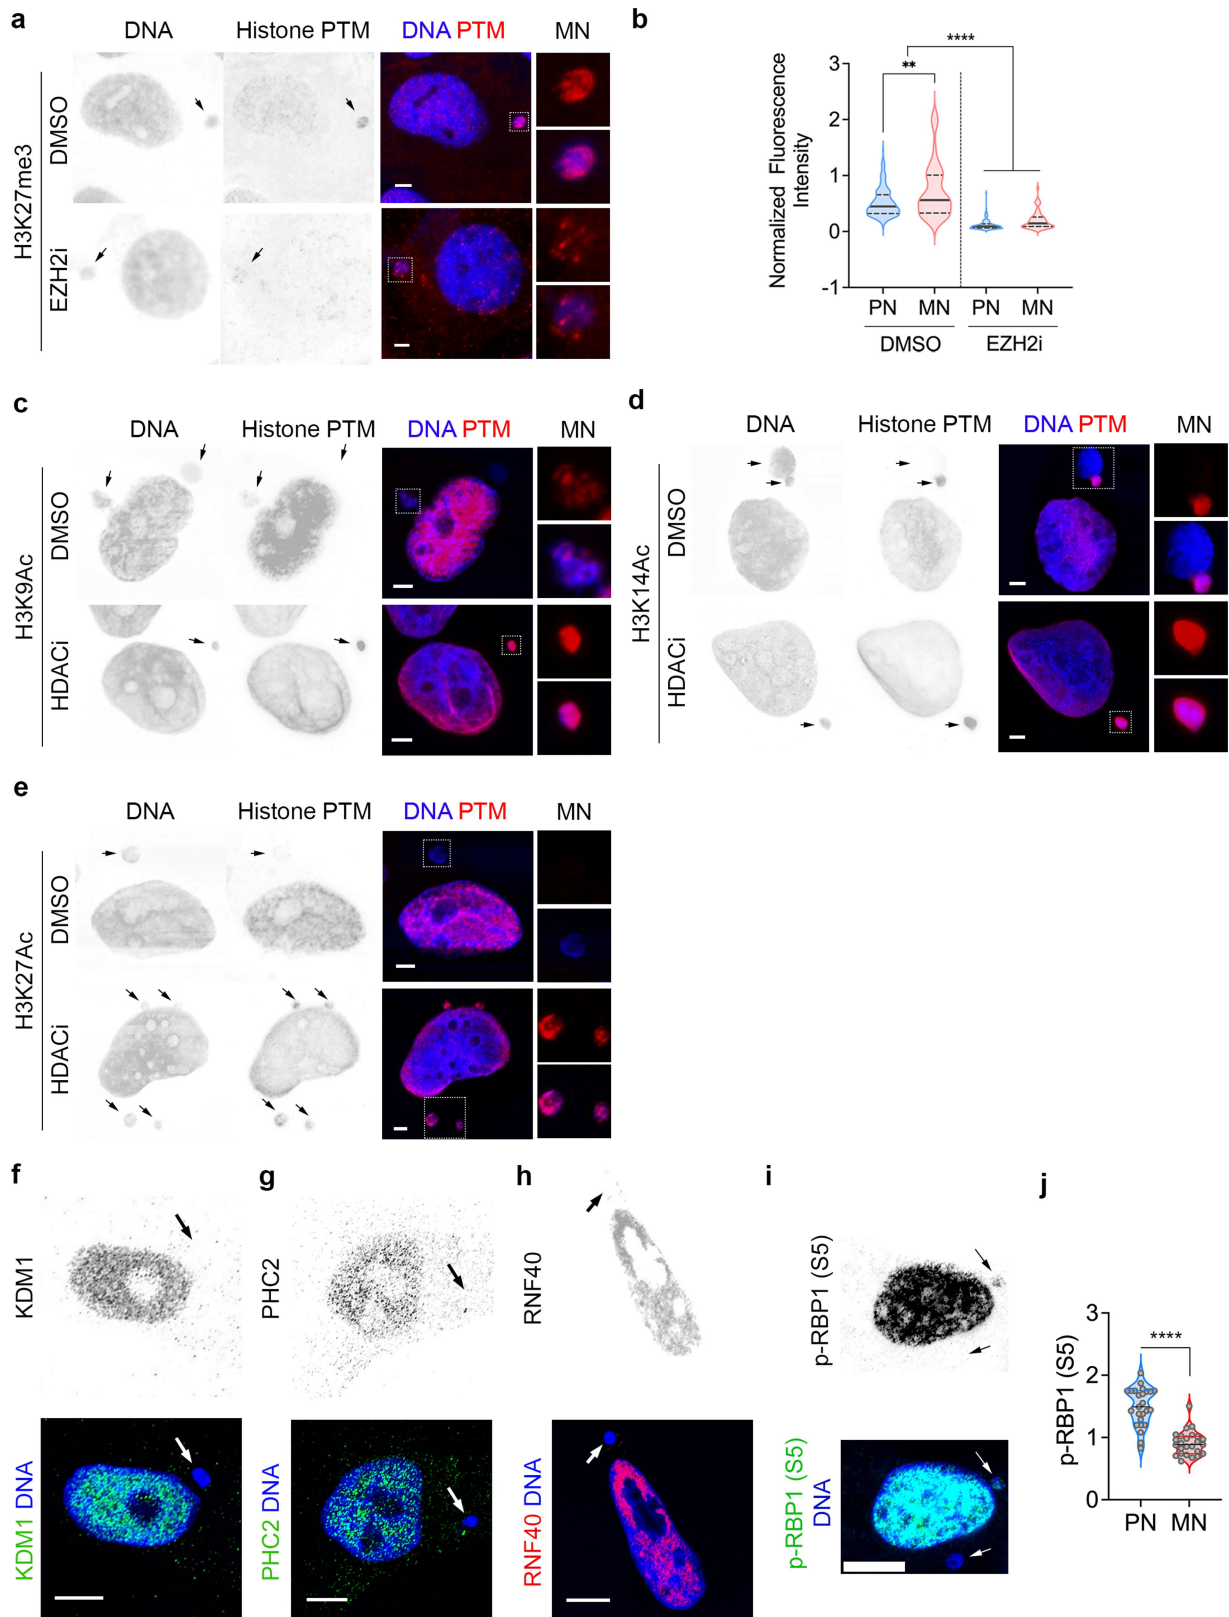 a
DNA Histone PTM DNA PTM MN
H3K27me3
DMSO
EZH2i
b
Normalized Fluorescence
Intensity
****
**
3
2
1
0
-1
PN MN PN MN
DMSO EZH2i
c
DNA Histone PTM DNA PTM MN
H3K9Ac
DMSO
HDACi
d
DNA Histone PTM DNA PTM MN
H3K14Ac
DMSO
HDACi
e
DNA Histone PTM DNA PTM MN
H3K27Ac
DMSO
HDACi
f
KDM1
KDM1 DNA
g
PHC2
PHC2 DNA
h
RNF40
RNF40 DNA
i
p-RBP1 (S5)
p-RBP1 (S5)
DNA
j
p-RBP1 (S5)
****
3
2
1
0
PN MN